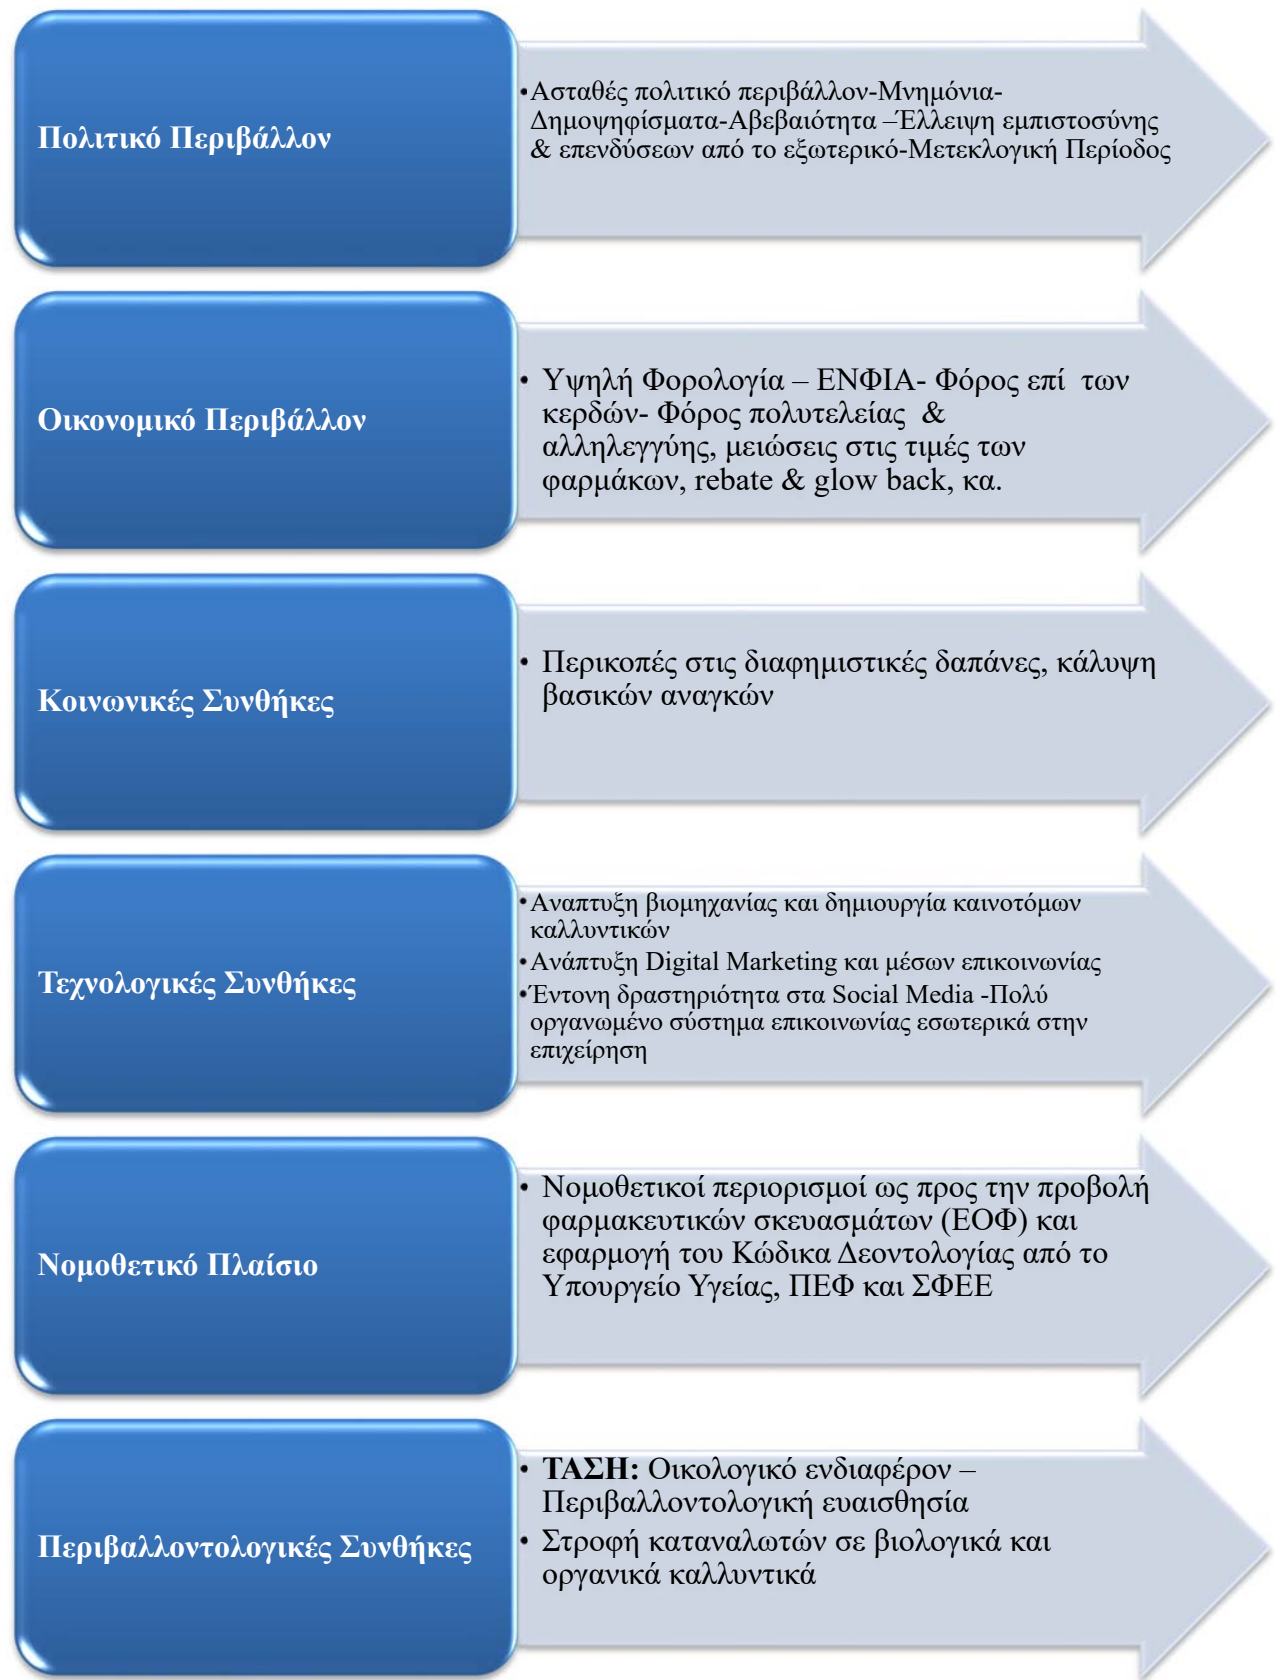 Πολιτικό Περιβάλλον
•Ασταθές πολιτικό περιβάλλον-Μνημόνια-
Δημοψηφίσματα-Αβεβαιότητα –Έλλειψη εμπιστοσύνης
& επενδύσεων από το εξωτερικό-Μετεκλογική Περίοδος
Οικονομικό Περιβάλλον
• Υψηλή Φορολογία – ΕΝΦΙΑ- Φόρος επί των
κερδών- Φόρος πολυτελείας &
αλληλεγγύης, μειώσεις στις τιμές των
φαρμάκων, rebate & glow back, κα.
Κοινωνικές Συνθήκες
• Περικοπές στις διαφημιστικές δαπάνες, κάλυψη
βασικών αναγκών
Τεχνολογικές Συνθήκες
•Αναπτυξη βιομηχανίας και δημιουργία καινοτόμων
καλλυντικών
•Ανάπτυξη Digital Marketing και μέσων επικοινωνίας
•Έντονη δραστηριότητα στα Social Media -Πολύ
οργανωμένο σύστημα επικοινωνίας εσωτερικά στην
επιχείρηση
Νομοθετικό Πλαίσιο
• Νομοθετικοί περιορισμοί ως προς την προβολή
φαρμακευτικών σκευασμάτων (ΕΟΦ) και
εφαρμογή του Κώδικα Δεοντολογίας από το
Υπουργείο Υγείας, ΠΕΦ και ΣΦΕΕ
Περιβαλλοντολογικές Συνθήκες
• ΤΑΣΗ: Οικολογικό ενδιαφέρον –
Περιβαλλοντολογική ευαισθησία
• Στροφή καταναλωτών σε βιολογικά και
οργανικά καλλυντικά